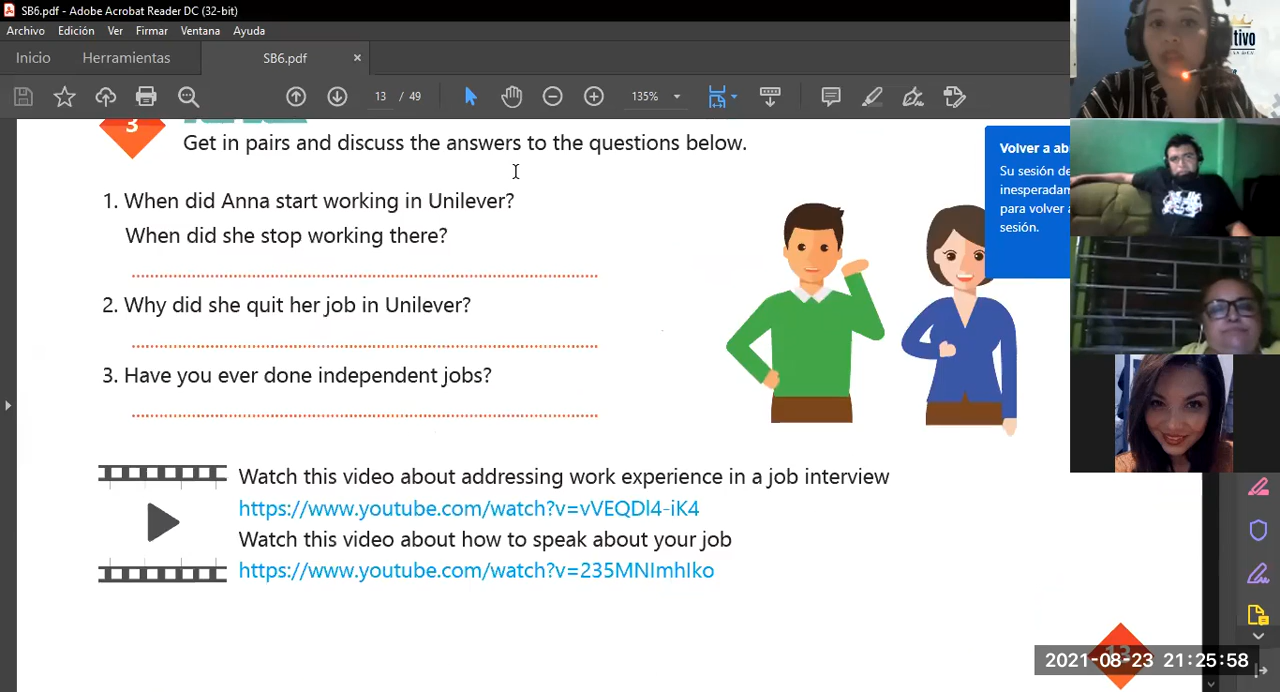 SB6.pdf - Adobe Acrobat Reader DC (32-bit)
Archivo Edición Ver Firmar Ventana Ayuda
Inicio Herramientas SB6.pdf ×
13 / 49 135%
3
Get in pairs and discuss the answers to the questions below.
1. When did Anna start working in Unilever?
When did she stop working there?
2. Why did she quit her job in Unilever?
3. Have you ever done independent jobs?
Watch this video about addressing work experience in a job interview
https://www.youtube.com/watch?v=vVEQDl4-iK4
Watch this video about how to speak about your job
https://www.youtube.com/watch?v=235MNImhIko
Volver a ab
Su sesión de
inesperadam
para volver a
sesión.
tivo
13
2021-08-23 21:25:58